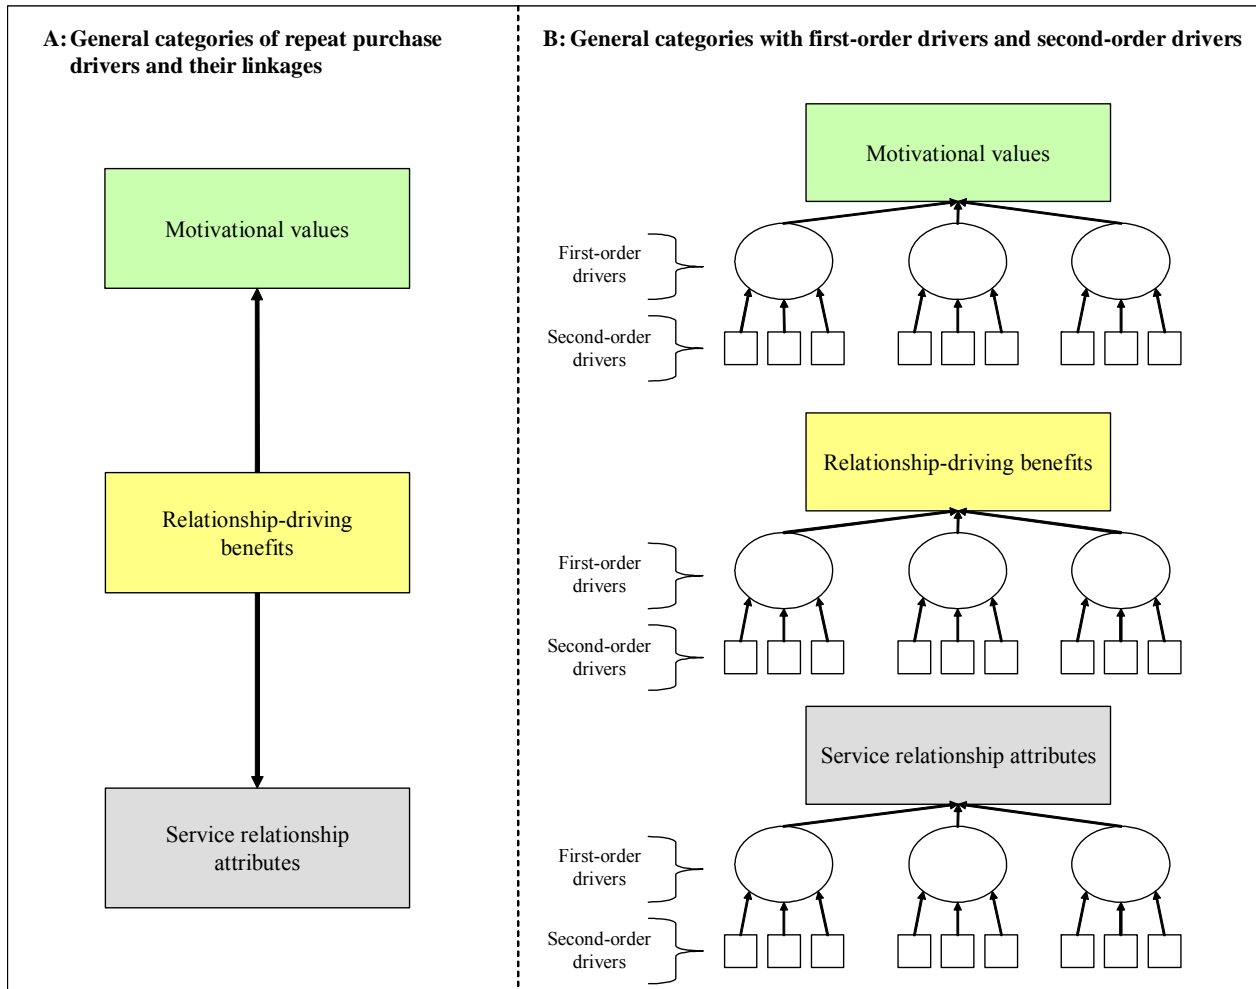 A: General categories of repeat purchase
drivers and their linkages
Motivational values
Relationship-driving
benefits
Service relationship
attributes
B: General categories with first-order drivers and second-order drivers
Motivational values
First-order
drivers
Second-order
drivers
Relationship-driving benefits
First-order
drivers
Second-order
drivers
Service relationship attributes
First-order
drivers
Second-order
drivers